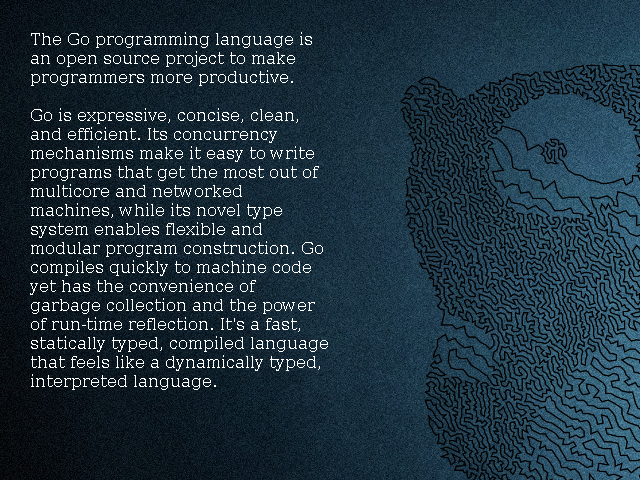 The Go programming language is
an open source project to make
programmers more productive.
Go is expressive, concise, clean,
and efficient. Its concurrency
mechanisms make it easy to write
programs that get the most out of
multicore and networked
machines, while its novel type
system enables flexible and
modular program construction. Go
compiles quickly to machine code
yet has the convenience of
garbage collection and the power
of run-time reflection. It's a fast,
statically typed, compiled language
that feels like a dynamically typed,
interpreted language.